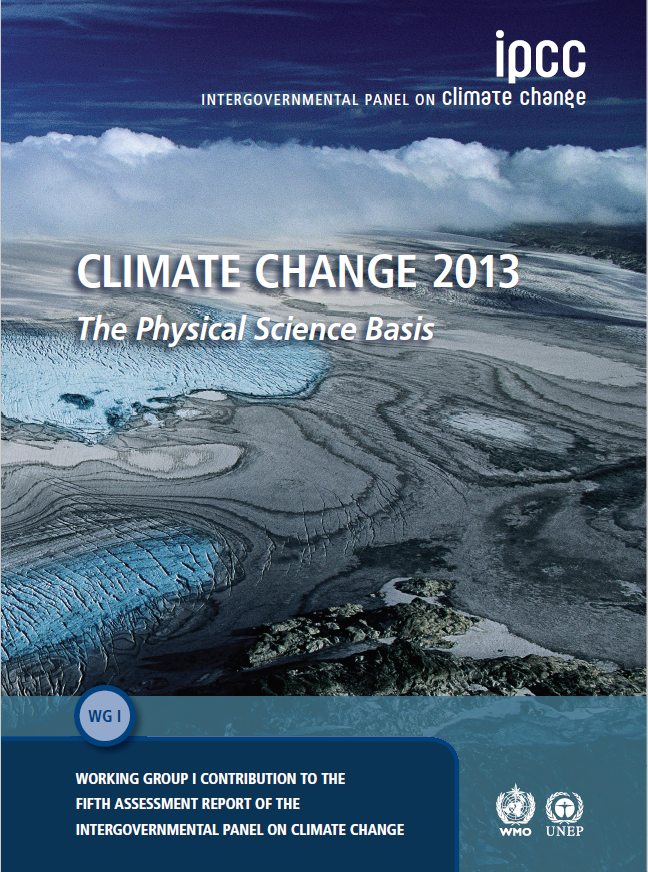 ipcc
INTERGOVERNMENTAL PANEL ON climate change
CLIMATE CHANGE 2013
The Physical Science Basis
WG I
WORKING GROUP I CONTRIBUTION TO THE
FIFTH ASSESSMENT REPORT OF THE
INTERGOVERNMENTAL PANEL ON CLIMATE CHANGE
WMO UNEP